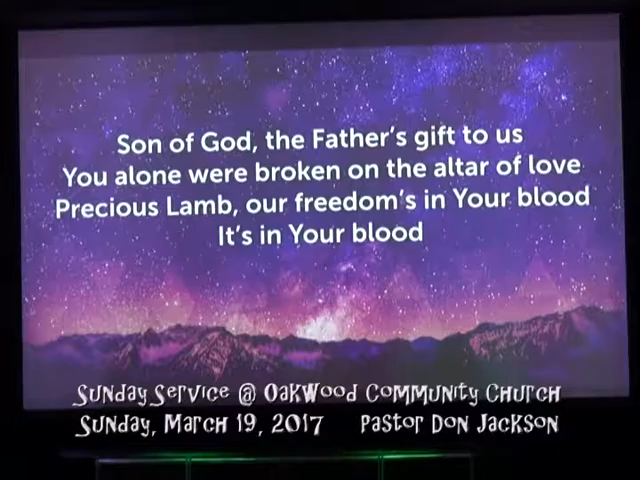 Son of God, the Father's gift to us
You alone were broken on the altar of love
Precious Lamb, our freedom's in Your blood
It's in Your blood
Sunday Service @ Oakwood Community Church
Sunday, March 19, 2017 Pastor Don Jackson